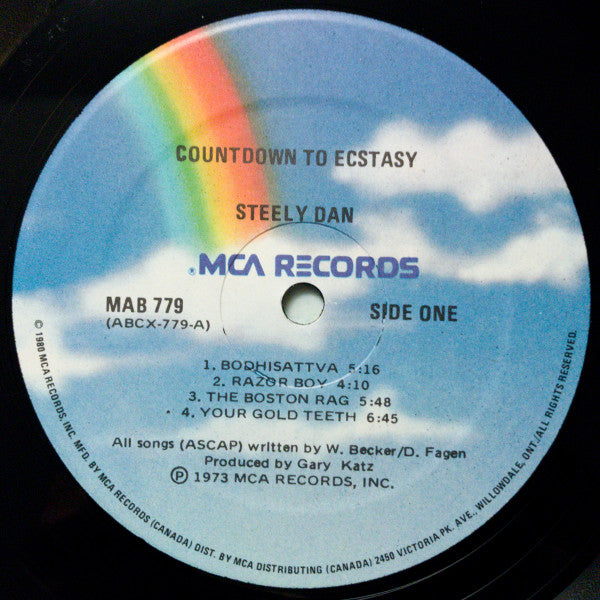 COUNTDOWN TO ECSTASY
STEELY DAN
®MCA RECORDS
MAB 779
(ABCX-779-A)
SIDE ONE
1. BODHISATTVA 5:16
2. RAZOR BOY 4:10
3. THE BOSTON RAG 5:48
4. YOUR GOLD TEETH 6:45
All songs (ASCAP) written by W. Becker/D. Fagen
Produced by Gary Katz
Ⓟ 1973 MCA RECORDS, INC.
© 1980 MCA RECORDS, INC. MFD. BY MCA RECORDS (CANADA) DIST. BY MCA DISTRIBUTING (CANADA) 2450 VICTORIA PK. AVE., WILLOWDALE, ONT./ALL RIGHTS RESERVED.